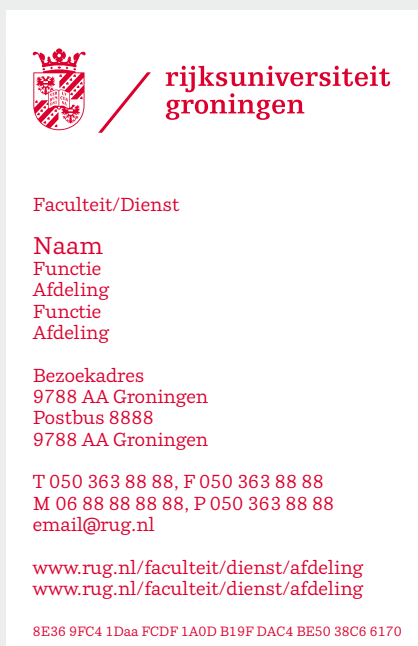 rijksuniversiteit
groningen
Faculteit/Dienst
Naam
Functie
Afdeling
Functie
Afdeling
Bezoekadres
9788 AA Groningen
Postbus 8888
9788 AA Groningen
T 050 363 88 88, F 050 363 88 88
M 06 88 88 88 88, P 050 363 88 88
email@rug.nl
www.rug.nl/faculteit/dienst/afdeling
www.rug.nl/faculteit/dienst/afdeling
8E36 9FC4 1Daa FCDF 1A0D B19F DAC4 BE50 38C6 6170